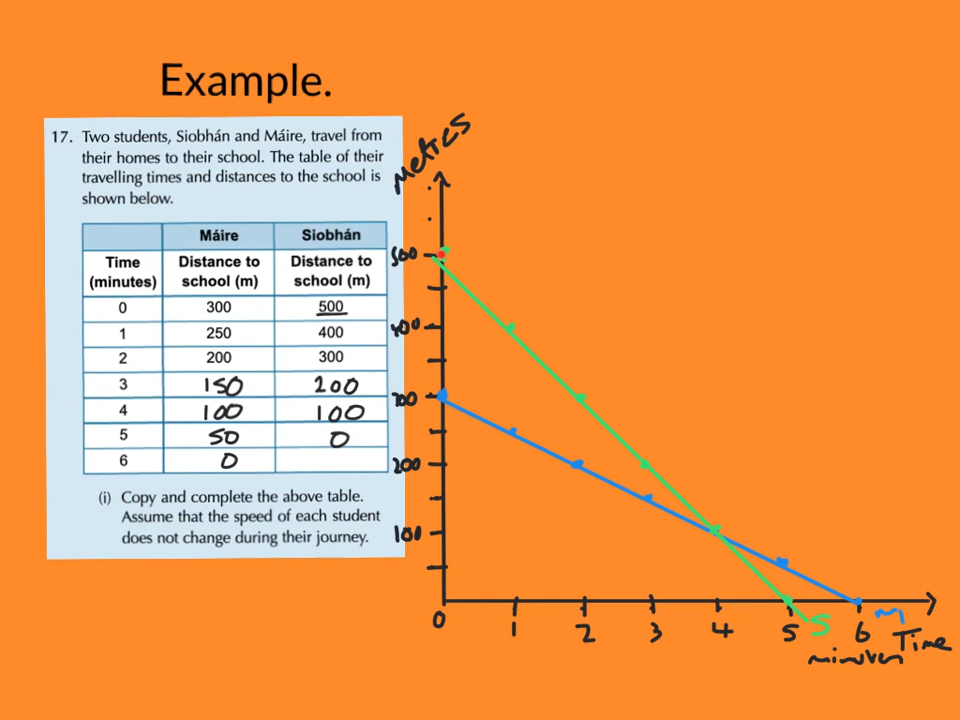 Example.
17. Two students, Siobhán and Máire, travel from
their homes to their school. The table of their
travelling times and distances to the school is
shown below.
Máire Siobhán
Time Distance to Distance to
(minutes) school (m) school (m)
0 300 500
1 250 400
2 200 300
3 150 200
4 100 100
5 50 0
6 0
(i) Copy and complete the above table.
Assume that the speed of each student
does not change during their journey.
Metres
500
400
300
200
100
0 1 2 3 4 5 S 6 m Time
minutes